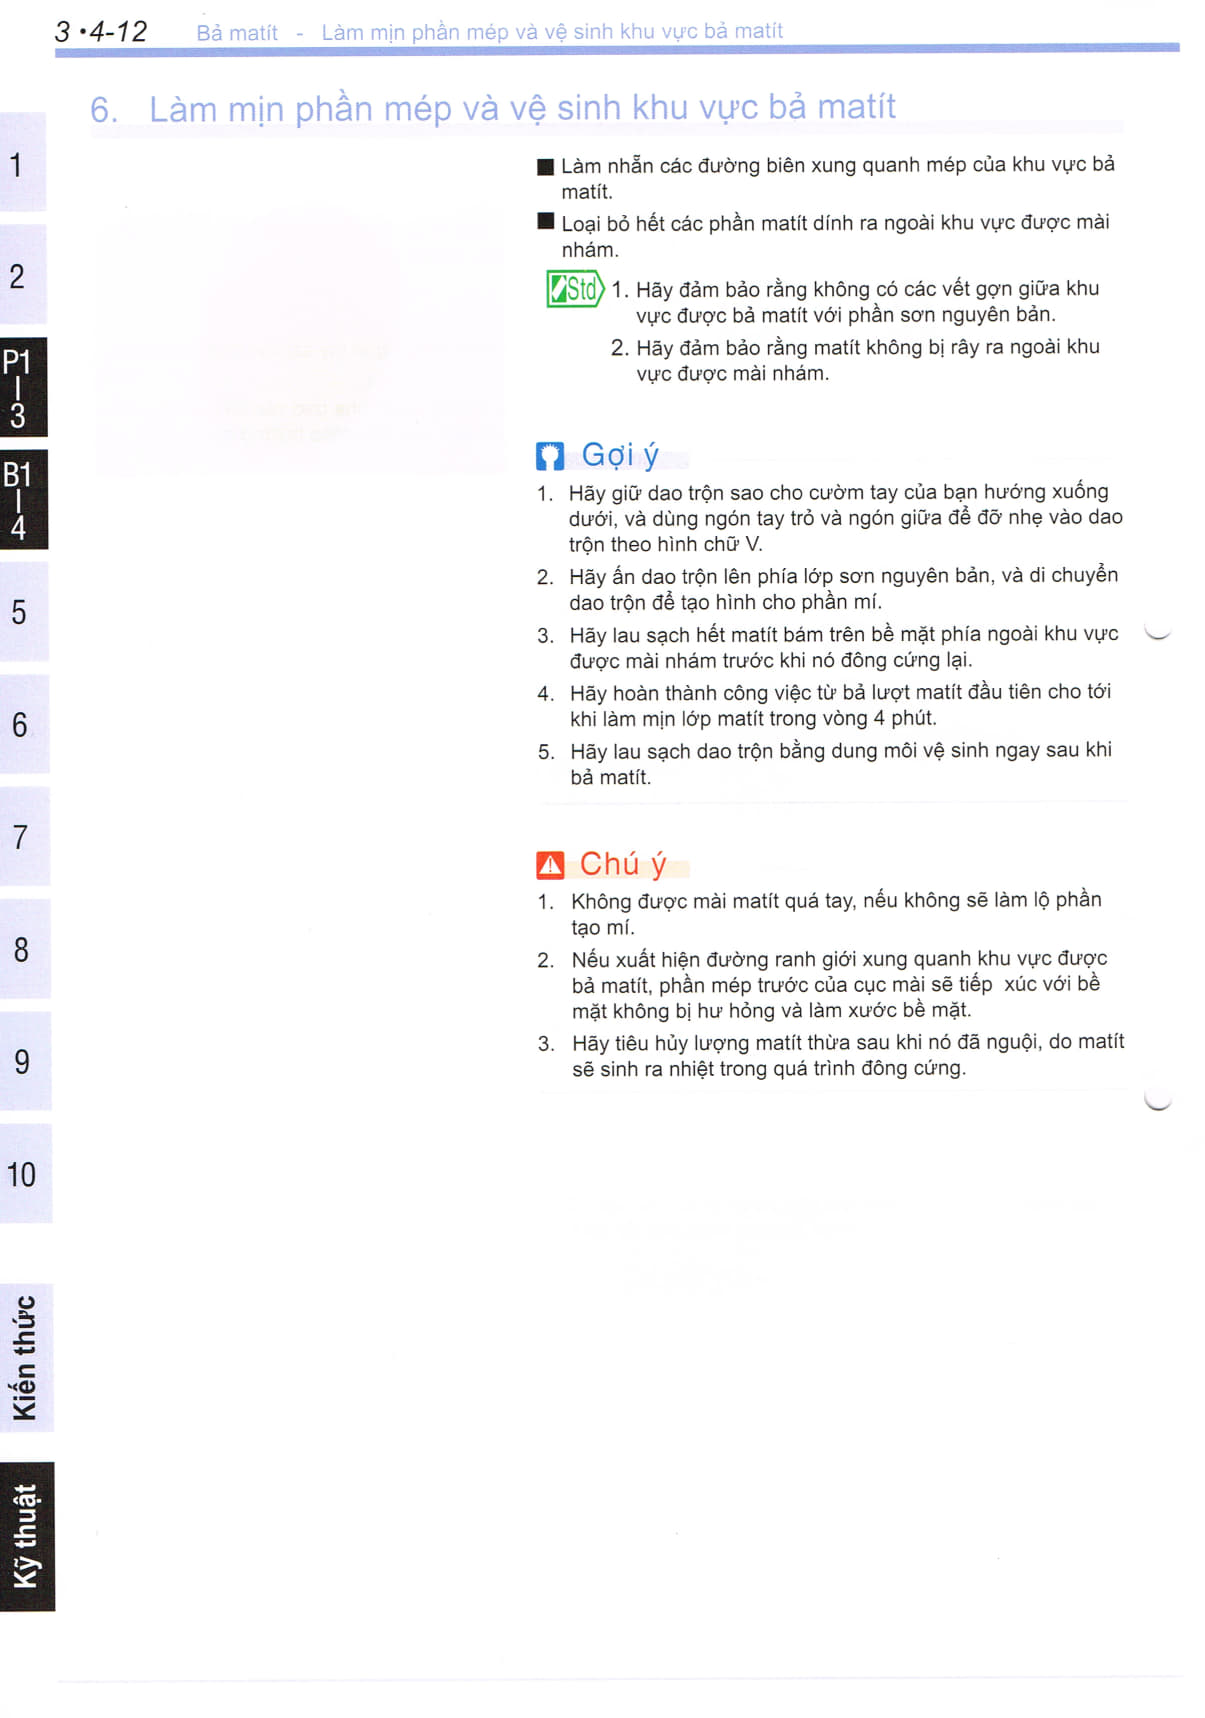 3 •4-12 Bả matít - Làm mịn phần mép và vệ sinh khu vực bả matít
6. Làm mịn phần mép và vệ sinh khu vực bả matít
■ Làm nhẵn các đường biên xung quanh mép của khu vực bả
matít.
■ Loại bỏ hết các phần matít dính ra ngoài khu vực được mài
nhám.
Std 1. Hãy đảm bảo rằng không có các vết gợn giữa khu
vực được bả matít với phần sơn nguyên bản.
2. Hãy đảm bảo rằng matít không bị rây ra ngoài khu
vực được mài nhám.
Gợi ý
1. Hãy giữ dao trộn sao cho cườm tay của bạn hướng xuống
dưới, và dùng ngón tay trỏ và ngón giữa để đỡ nhẹ vào dao
trộn theo hình chữ V.
2. Hãy ấn dao trộn lên phía lớp sơn nguyên bản, và di chuyển
dao trộn để tạo hình cho phần mí.
3. Hãy lau sạch hết matít bám trên bề mặt phía ngoài khu vực
được mài nhám trước khi nó đông cứng lại.
4. Hãy hoàn thành công việc từ bả lượt matít đầu tiên cho tới
khi làm mịn lớp matít trong vòng 4 phút.
5. Hãy lau sạch dao trộn bằng dung môi vệ sinh ngay sau khi
bả matít.
Chú ý
1. Không được mài matít quá tay, nếu không sẽ làm lộ phần
tạo mí.
2. Nếu xuất hiện đường ranh giới xung quanh khu vực được
bả matít, phần mép trước của cục mài sẽ tiếp xúc với bề
mặt không bị hư hỏng và làm xước bề mặt.
3. Hãy tiêu hủy lượng matít thừa sau khi nó đã nguội, do matít
sẽ sinh ra nhiệt trong quá trình đông cứng.
1
2
P1
|
3
B1
|
4
5
6
7
8
9
10
Kiến thức
Kỹ thuật